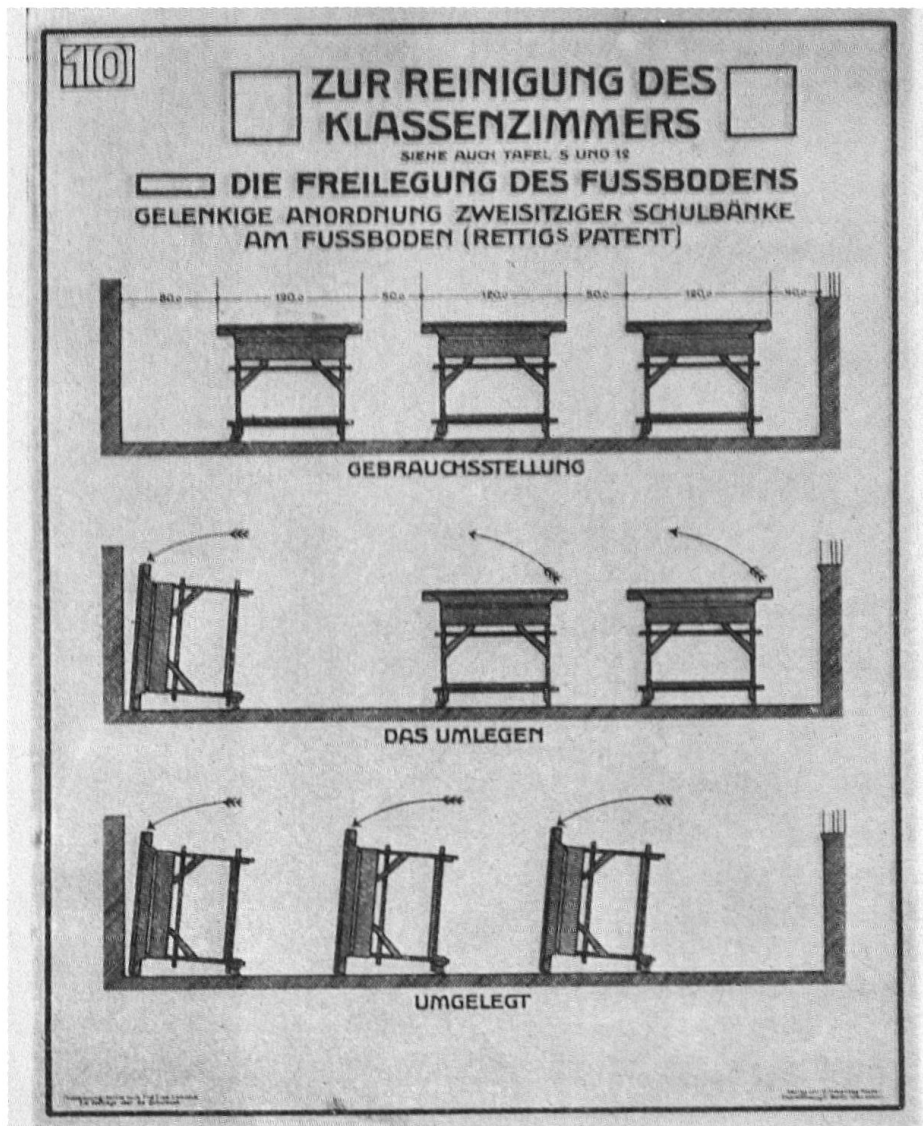 10
ZUR REINIGUNG DES
KLASSENZIMMERS
SIEHE AUCH TAFEL 5 UND 12
DIE FREILEGUNG DES FUSSBODENS
GELENKIGE ANORDNUNG ZWEISITZIGER SCHULBÄNKE
AM FUSSBODEN (RETTIGS PATENT)
80,0 120,0 50,0 120,0 50,0 120,0 40,0
GEBRAUCHSSTELLUNG
DAS UMLEGEN
UMGELEGT